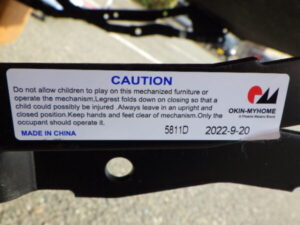 CAUTION
Do not allow children to play on this mechanized furniture or
operate the mechanism,Legrest folds down on closing so that a
child could possibly be injured .Always leave in an upright and
closed position.Keep hands and feet clear of mechanism.Only the
occupant should operate it.
OKIN-MYHOME
MADE IN CHINA
5811D
2022-9-20